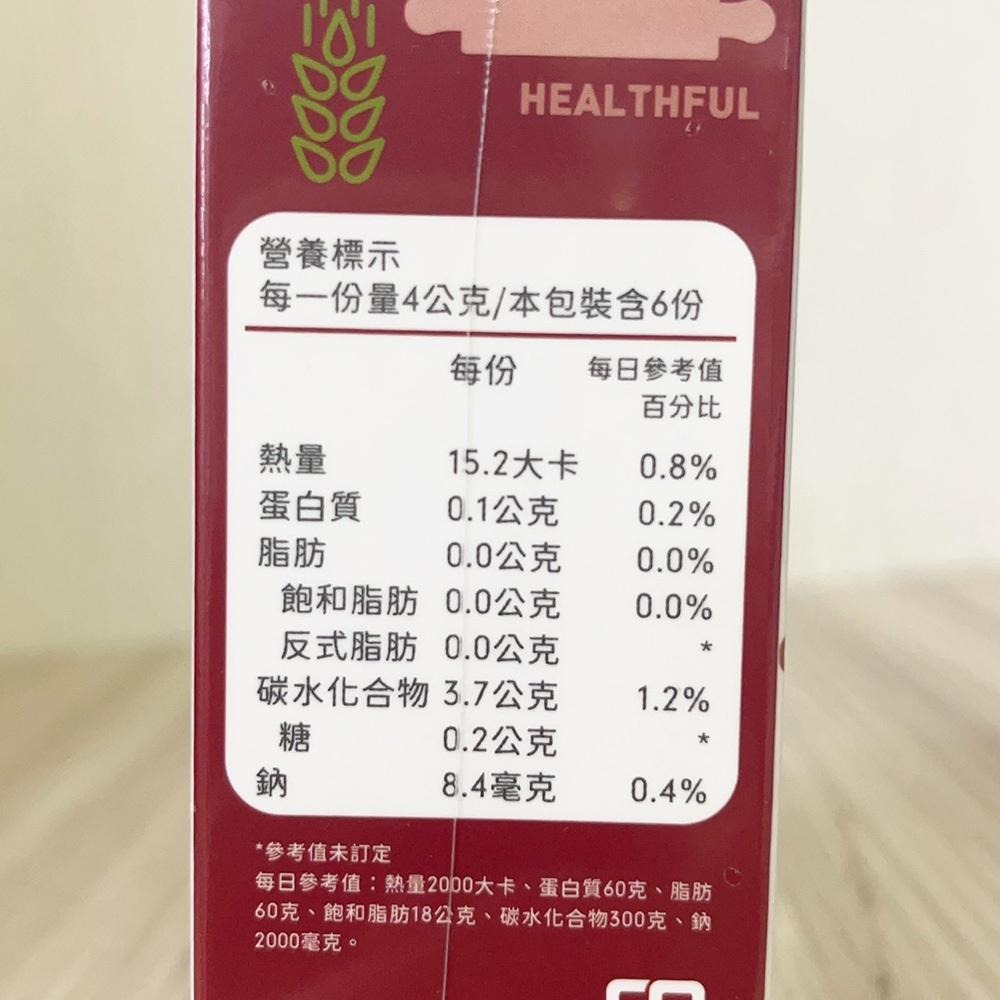 HEALTHFUL
營養標示
每一份量4公克/本包裝含6份
每份 每日參考值
百分比
熱量 15.2大卡 0.8%
蛋白質 0.1公克 0.2%
脂肪 0.0公克 0.0%
飽和脂肪 0.0公克 0.0%
反式脂肪 0.0公克 *
碳水化合物 3.7公克 1.2%
糖 0.2公克 *
鈉 8.4毫克 0.4%
*參考值未訂定
每日參考值：熱量2000大卡、蛋白質60克、脂肪
60克、飽和脂肪18公克、碳水化合物300克、鈉
2000毫克。